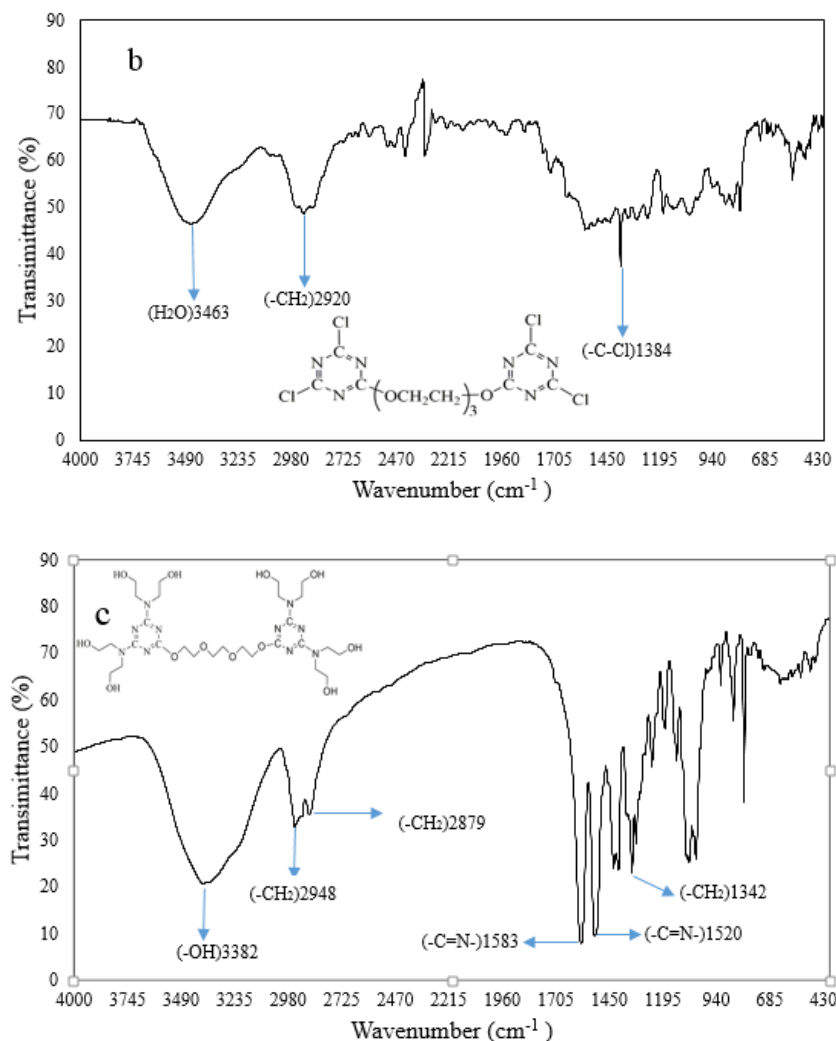 90
b
80
70
60
50
40
30
20
10
0
Transimittance (%)
(H2O)3463
(-CH2)2920
(-C-Cl)1384
Cl
Cl
C
N
N
C
C
Cl
N
(OCH2CH2)3
O
C
N
N
C
C
N
Cl
4000 3745 3490 3235 2980 2725 2470 2215 1960 1705 1450 1195 940 685 430
Wavenumber (cm-1 )
90
c
80
70
60
50
40
30
20
10
0
Transimittance (%)
HO OH OH OH
N N
N N N N
HO N N O O O O N N OH
OH OH
(-CH2)2879
(-CH2)2948
(-CH2)1342
(-C=N-)1583
(-C=N-)1520
(-OH)3382
4000 3745 3490 3235 2980 2725 2470 2215 1960 1705 1450 1195 940 685 430
Wavenumber (cm-1 )